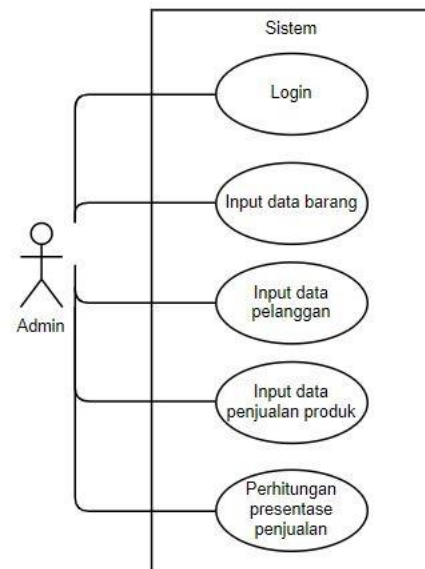 Sistem
Login
Input data barang
Input data
pelanggan
Admin
Input data
penjualan produk
Perhitungan
presentase
penjualan